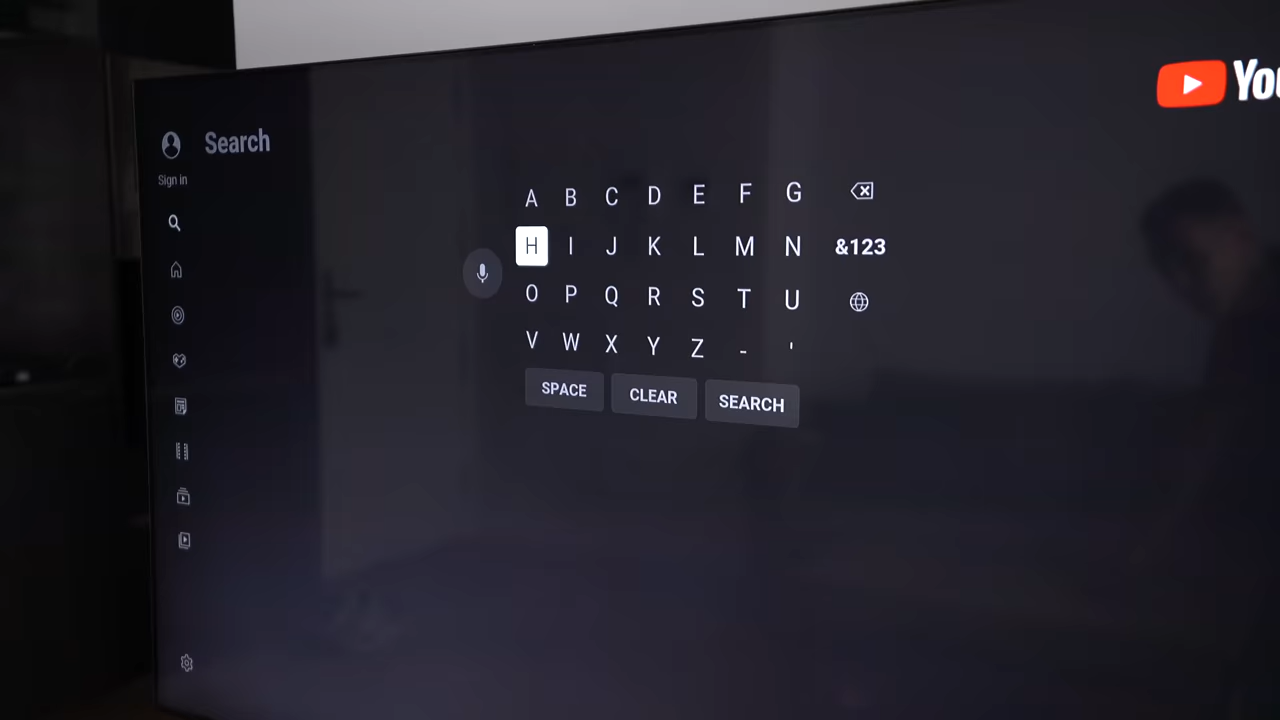 You
Search
Sign in
A B C D E F G
H I J K L M N &123
O P Q R S T U
V W X Y Z - '
SPACE CLEAR SEARCH